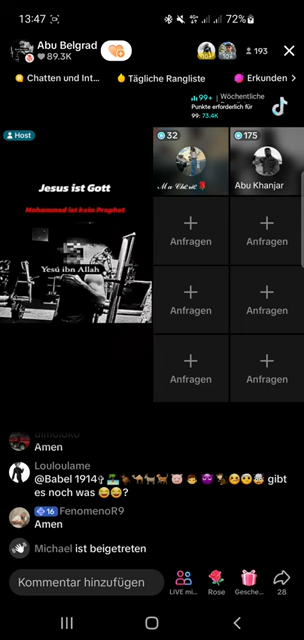 13:47
72%
Abu Belgrad
89.3K
193
Chatten und Int...
Tägliche Rangliste
Erkunden >
99+ | Wöchentliche
Punkte erforderlich für
99: 73.4K
Host
32
175
Jesus ist Gott
Mohammed ist kein Prophet
Abu Khanjar
Yesú ibn Allah
Anfragen
Anfragen
Anfragen
Anfragen
Anfragen
Anfragen
Amen
Louloulame
@Babel 1914 gibt
es noch was ?
16 FenomenoR9
Amen
Michael ist beigetreten
Kommentar hinzufügen
LIVE mi...
Rose
Gesche...
28